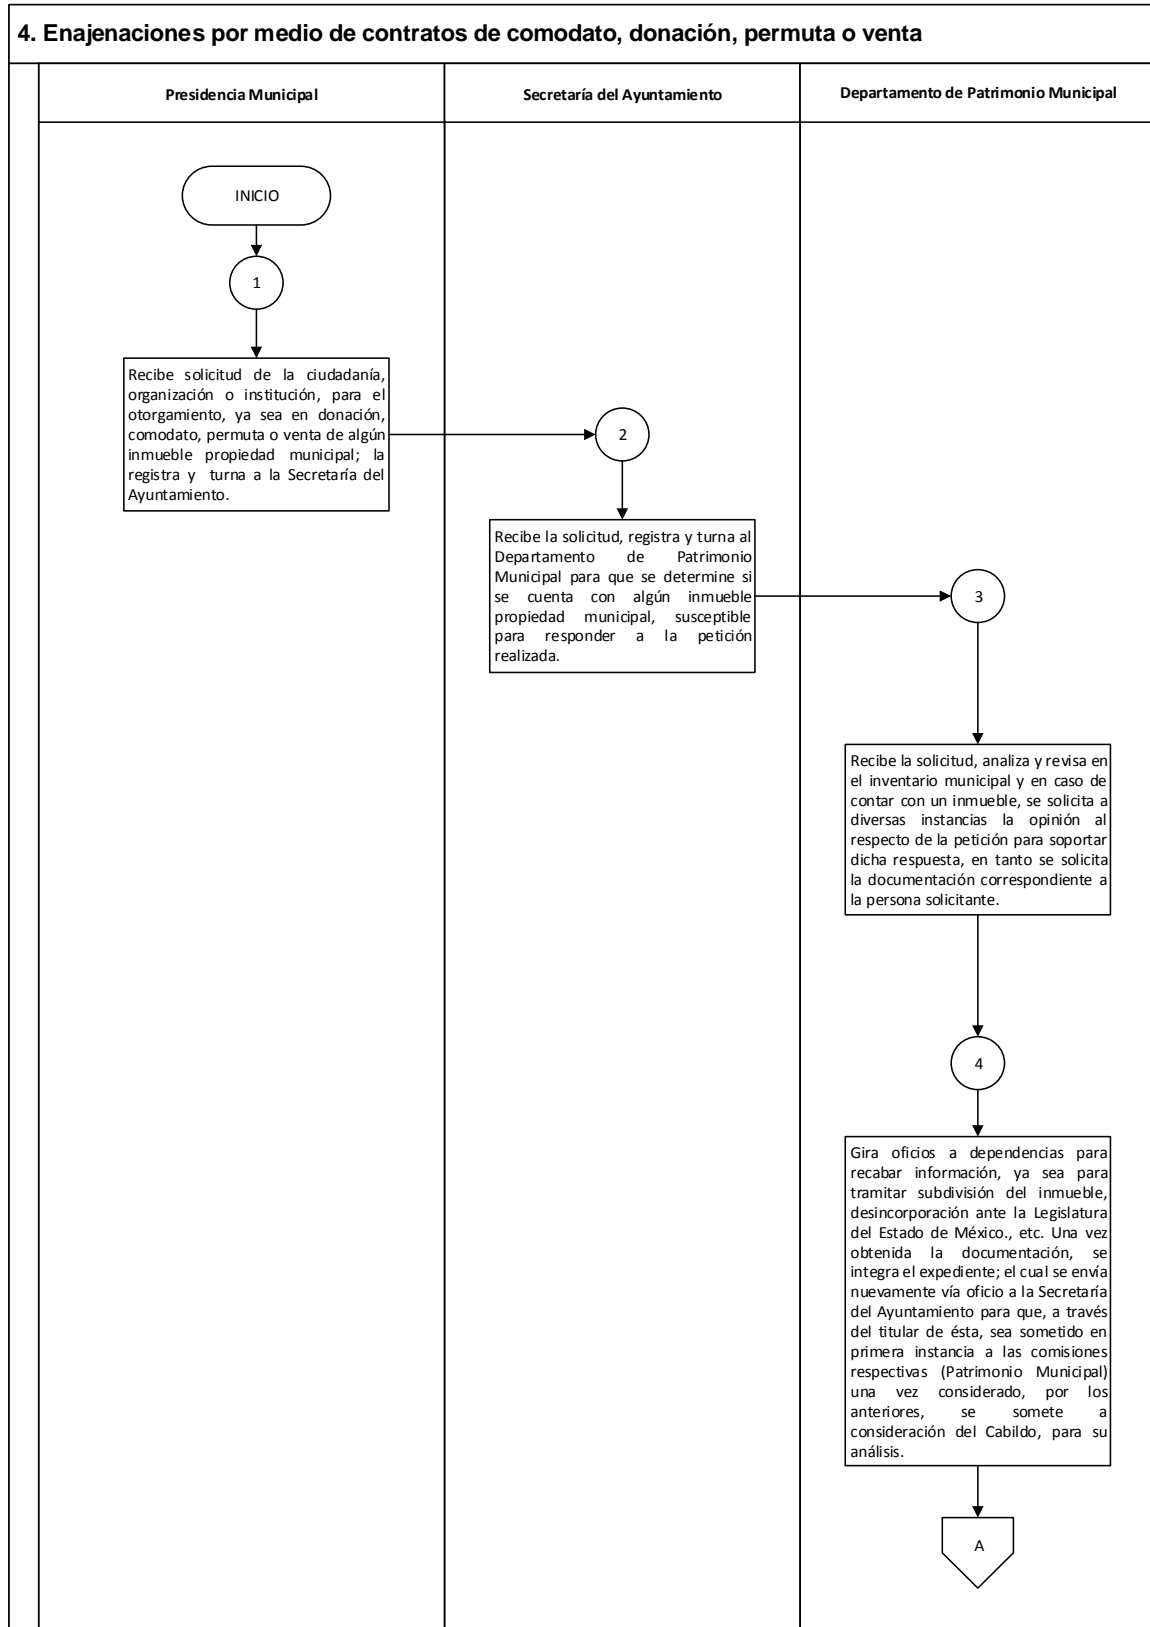 4. Enajenaciones por medio de contratos de comodato, donación, permuta o venta
Presidencia Municipal
Secretaría del Ayuntamiento
Departamento de Patrimonio Municipal
INICIO
1
Recibe solicitud de la ciudadanía,
organización o institución, para el
otorgamiento, ya sea en donación,
comodato, permuta o venta de algún
inmueble propiedad municipal; la
registra y turna a la Secretaría del
Ayuntamiento.
2
Recibe la solicitud, registra y turna al
Departamento de Patrimonio
Municipal para que se determine si
se cuenta con algún inmueble
propiedad municipal, susceptible
para responder a la petición
realizada.
3
Recibe la solicitud, analiza y revisa en
el inventario municipal y en caso de
contar con un inmueble, se solicita a
diversas instancias la opinión al
respecto de la petición para soportar
dicha respuesta, en tanto se solicita
la documentación correspondiente a
la persona solicitante.
4
Gira oficios a dependencias para
recabar información, ya sea para
tramitar subdivisión del inmueble,
desincorporación ante la Legislatura
del Estado de México., etc. Una vez
obtenida la documentación, se
integra el expediente; el cual se envía
nuevamente vía oficio a la Secretaría
del Ayuntamiento para que, a través
del titular de ésta, sea sometido en
primera instancia a las comisiones
respectivas (Patrimonio Municipal)
una vez considerado, por los
anteriores, se somete a
consideración del Cabildo, para su
análisis.
A